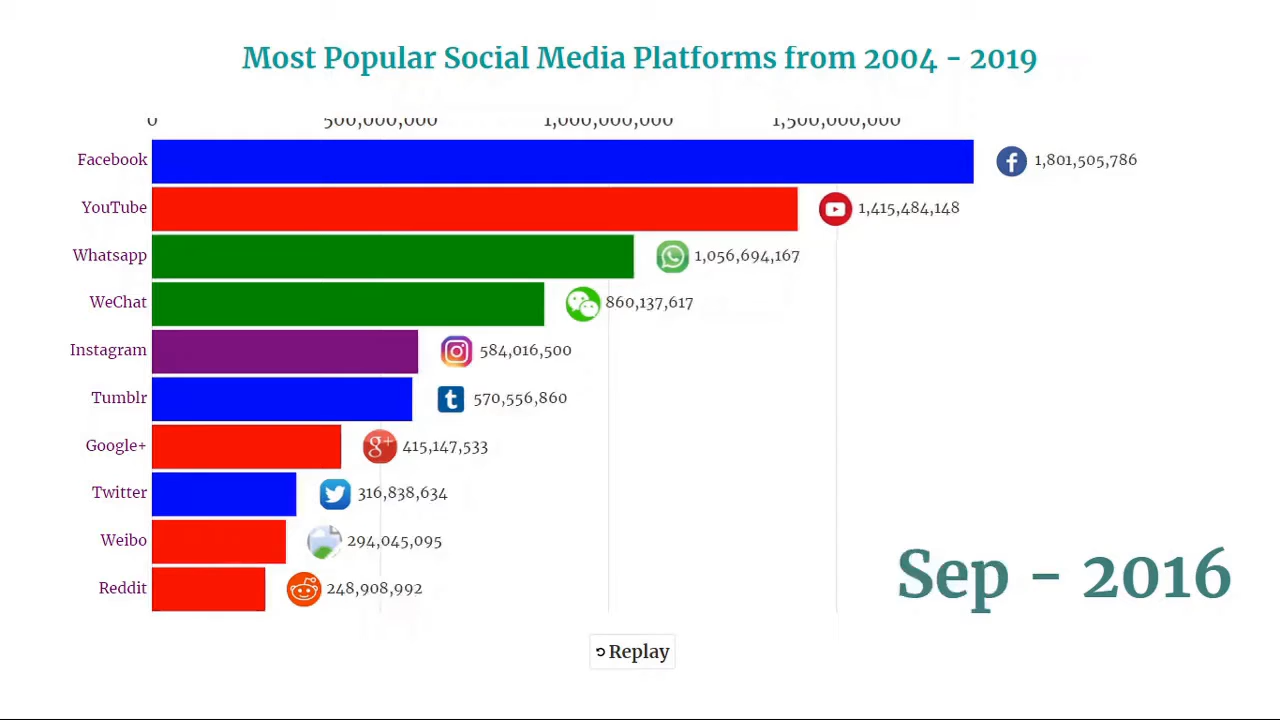 Most Popular Social Media Platforms from 2004 - 2019
0 500,000,000 1,000,000,000 1,500,000,000
Facebook 1,801,505,786
YouTube 1,415,484,148
Whatsapp 1,056,694,167
WeChat 860,137,617
Instagram 584,016,500
Tumblr t 570,556,860
Google+ g+ 415,147,533
Twitter 316,838,634
Weibo 294,045,095
Reddit 248,908,992
Sep - 2016
Replay